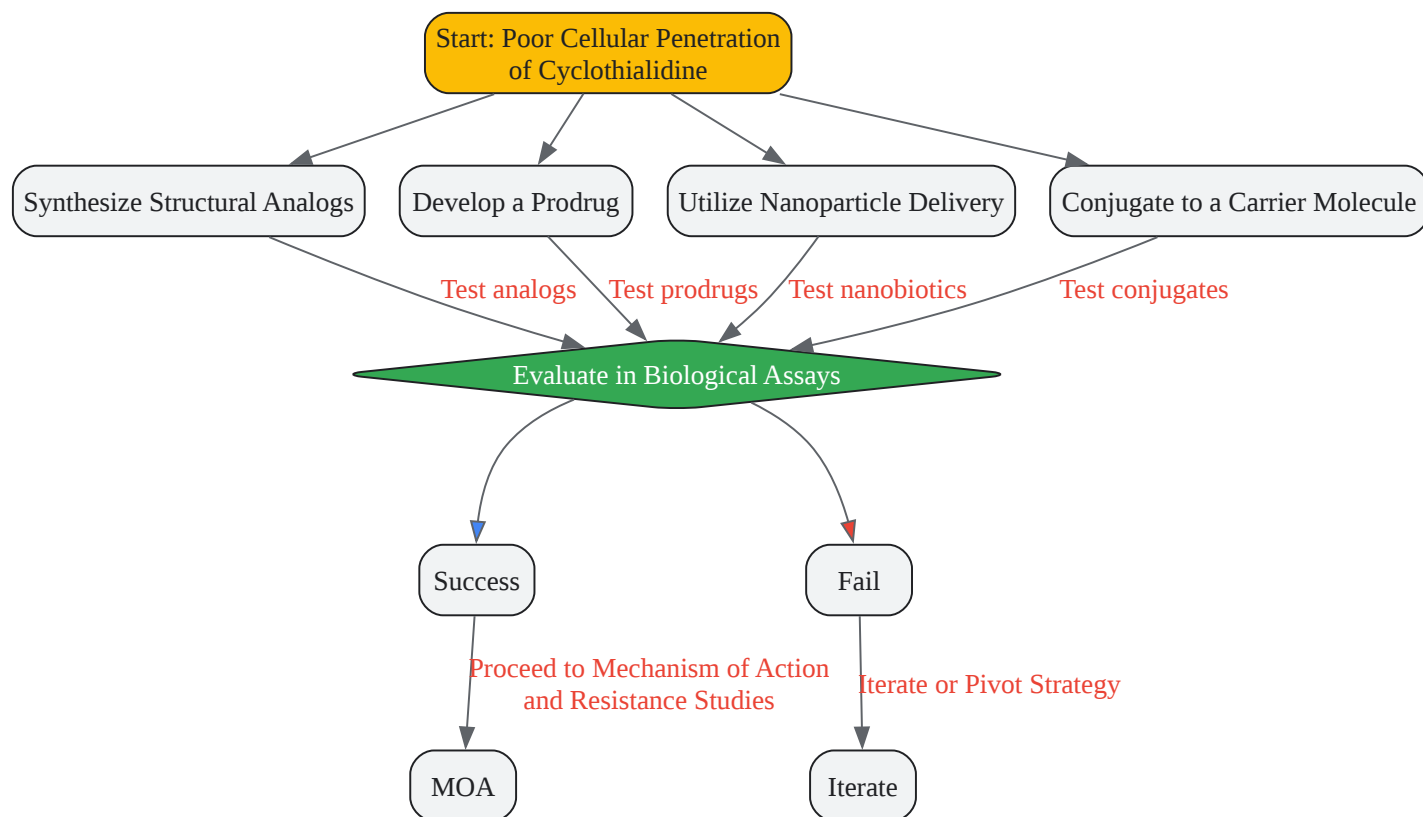 Start: Poor Cellular Penetration
of Cyclothialidine
Synthesize Structural Analogs
Develop a Prodrug
Utilize Nanoparticle Delivery
Conjugate to a Carrier Molecule
Test analogs
Test prodrugs
Test nanobiotics
Test conjugates
Evaluate in Biological Assays
Success
Fail
Proceed to Mechanism of Action
and Resistance Studies
Iterate or Pivot Strategy
MOA
Iterate